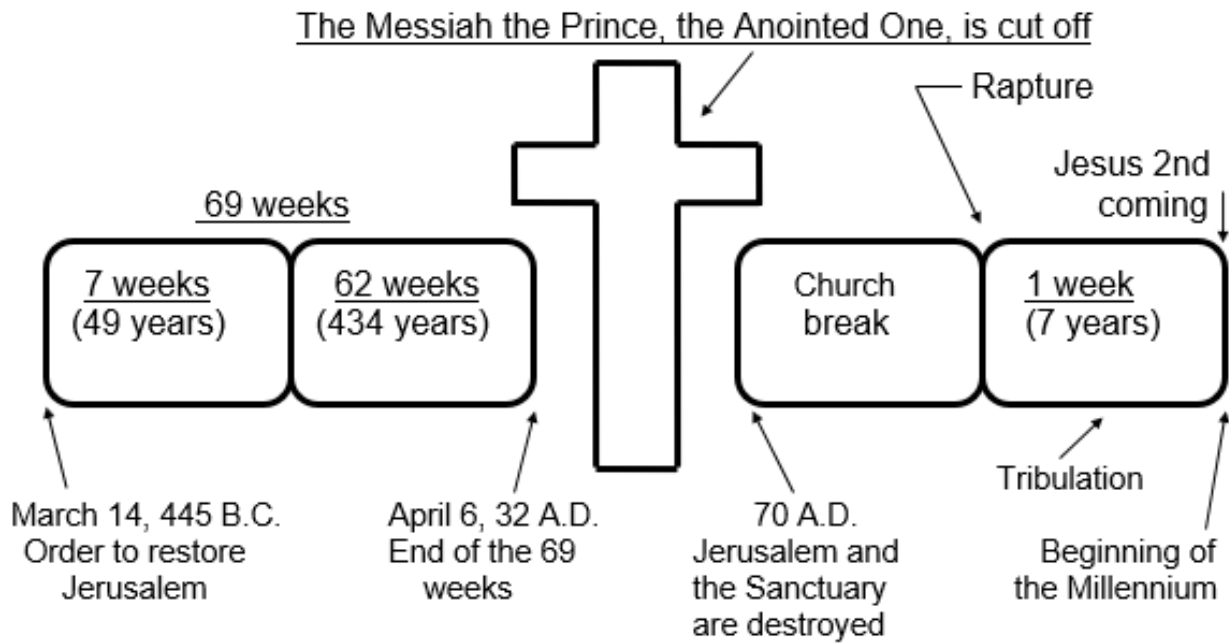 The Messiah the Prince, the Anointed One, is cut off
Rapture
Jesus 2nd
coming
69 weeks
7 weeks
(49 years)
62 weeks
(434 years)
Church
break
1 week
(7 years)
Tribulation
March 14, 445 B.C.
Order to restore
Jerusalem
April 6, 32 A.D.
End of the 69
weeks
70 A.D.
Jerusalem and
the Sanctuary
are destroyed
Beginning of
the Millennium